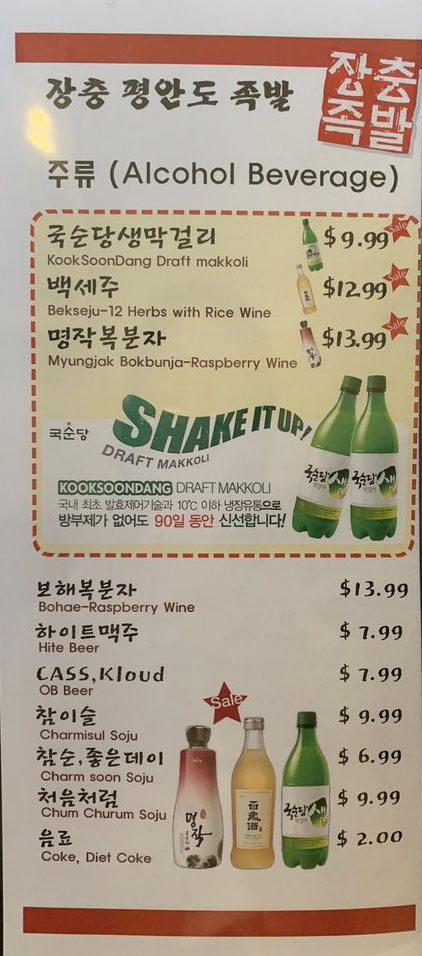 장충 평안도 족발
장충
족발
주류 (Alcohol Beverage)
국순당생막걸리 $9.99 Sale
KookSoonDang Draft makkoli
백세주 $12.99 Sale
Bekseju-12 Herbs with Rice Wine
명작복분자 $13.99 Sale
Myungjak Bokbunja-Raspberry Wine
국순당
SHAKE IT UP!
DRAFT MAKKOLI
KOOKSOONDANG DRAFT MAKKOLI
국내 최초 발효제어기술과 10℃ 이하 냉장유통으로
방부제가 없어도 90일 동안 신선합니다!
국순당 생 국순당 생
막걸리 막걸리
보해복분자 $13.99
Bohae-Raspberry Wine
하이트맥주 $7.99
Hite Beer
CASS,Kloud $7.99
OB Beer
Sale
참이슬 $9.99
Charmisul Soju
참순,좋은데이 $6.99
Charm soon Soju
처음처럼 $9.99
Chum Churum Soju
음료 $2.00
Coke, Diet Coke
명작
百歲酒
국순당 생
막걸리